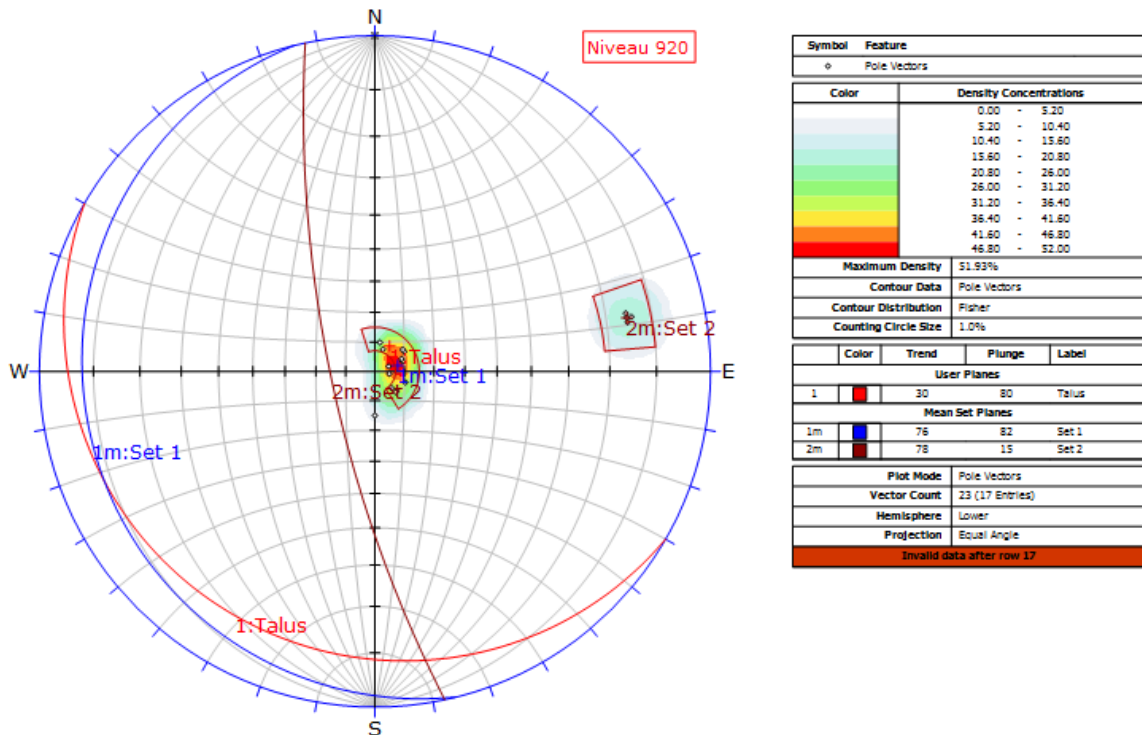 N
Niveau 920
W
E
S
2m:Set 2
1:Talus
1m:Set 1
2m:Set 2
1m:Set 1
1:Talus
Symbol Feature
Pole Vectors
Color Density Concentrations
0.00 - 5.20
5.20 - 10.40
10.40 - 15.60
15.60 - 20.80
20.80 - 26.00
26.00 - 31.20
31.20 - 36.40
36.40 - 41.60
41.60 - 46.80
46.80 - 52.00
Maximum Density 51.93%
Contour Data Pole Vectors
Contour Distribution Fisher
Counting Circle Size 1.0%
Color Trend Plunge Label
User Planes
1 30 80 Talus
Mean Set Planes
1m 76 82 Set 1
2m 78 15 Set 2
Plot Mode Pole Vectors
Vector Count 23 (17 Entries)
Hemisphere Lower
Projection Equal Angle
Invalid data after row 17